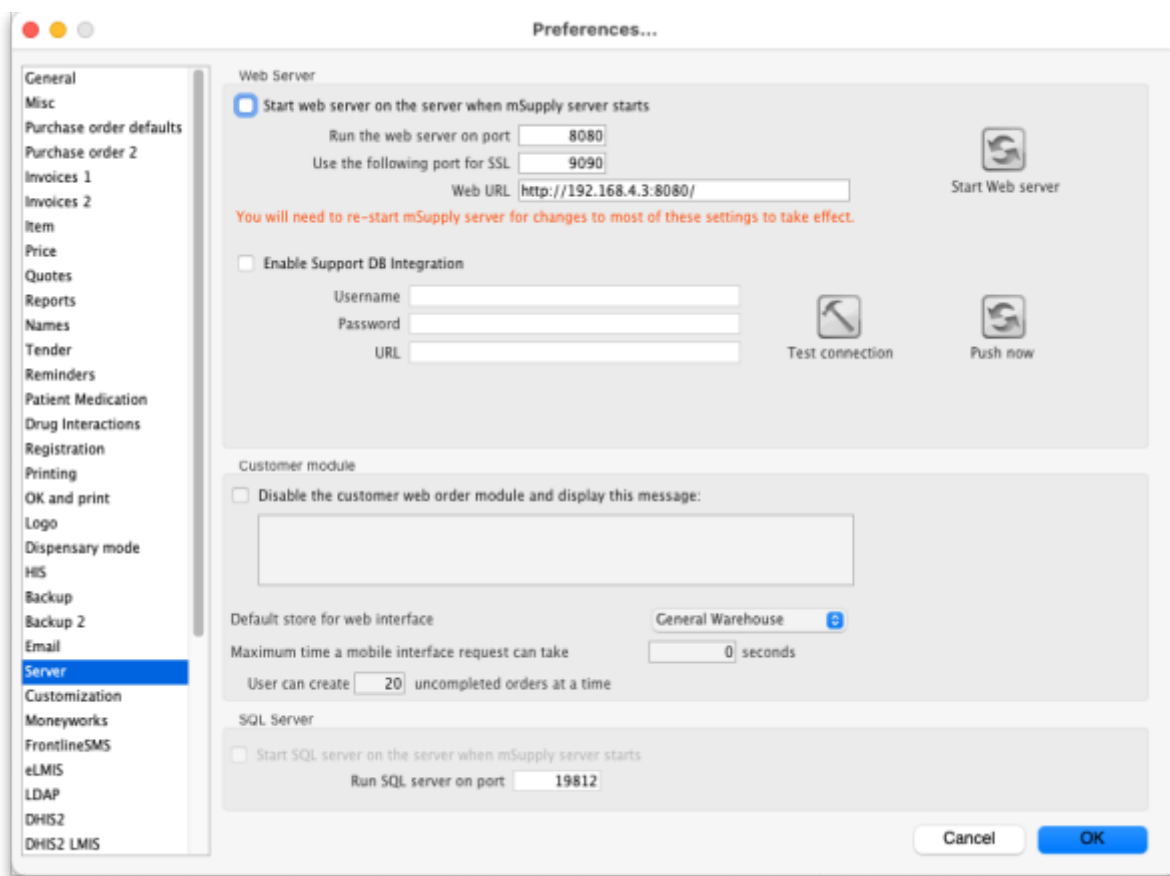 Preferences...
General
Misc
Purchase order defaults
Purchase order 2
Invoices 1
Invoices 2
Item
Price
Quotes
Reports
Names
Tender
Reminders
Patient Medication
Drug Interactions
Registration
Printing
OK and print
Logo
Dispensary mode
HIS
Backup
Backup 2
Email
Server
Customization
Moneyworks
FrontlineSMS
eLMIS
LDAP
DHIS2
DHIS2 LMIS
Web Server
Start web server on the server when mSupply server starts
Run the web server on port 8080
Use the following port for SSL 9090
Web URL http://192.168.4.3:8080/
Start Web server
You will need to re-start mSupply server for changes to most of these settings to take effect.
Enable Support DB Integration
Username
Password
URL
Test connection
Push now
Customer module
Disable the customer web order module and display this message:
Default store for web interface General Warehouse
Maximum time a mobile interface request can take 0 seconds
User can create 20 uncompleted orders at a time
SQL Server
Start SQL server on the server when mSupply server starts
Run SQL server on port 19812
Cancel
OK